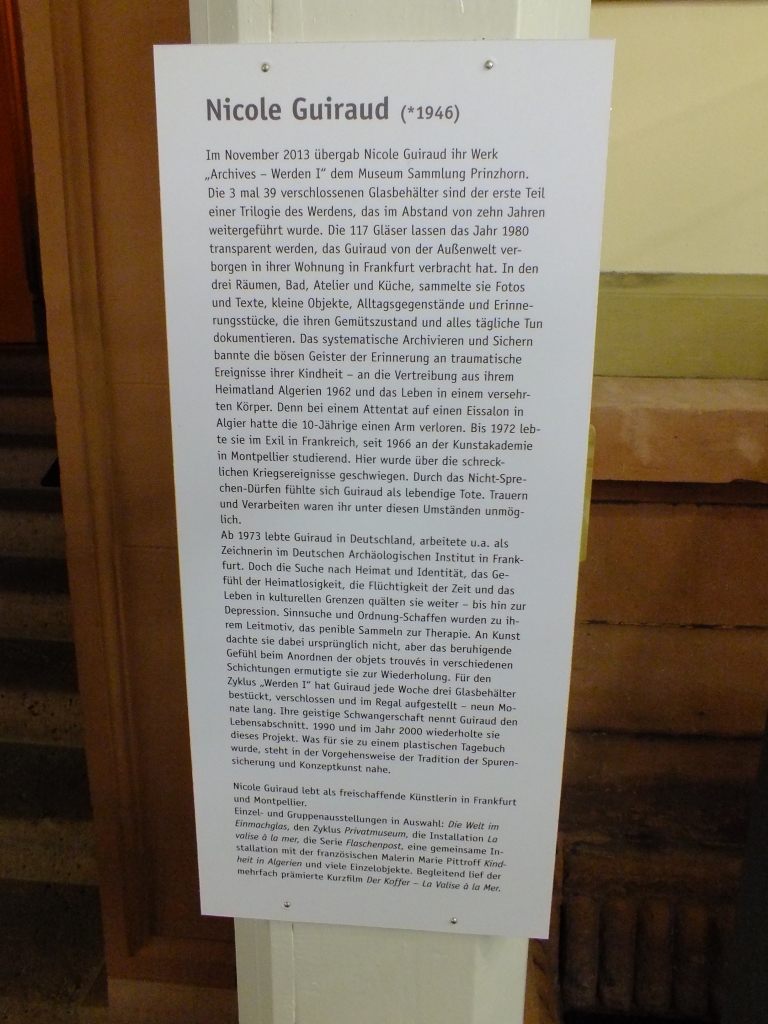 Nicole Guiraud (*1946)
Im November 2013 übergab Nicole Guiraud ihr Werk
„Archives – Werden I“ dem Museum Sammlung Prinzhorn.
Die 3 mal 39 verschlossenen Glasbehälter sind der erste Teil
einer Trilogie des Werdens, das im Abstand von zehn Jahren
weitergeführt wurde. Die 117 Gläser lassen das Jahr 1980
transparent werden, das Guiraud von der Außenwelt ver-
borgen in ihrer Wohnung in Frankfurt verbracht hat. In den
drei Räumen, Bad, Atelier und Küche, sammelte sie Fotos
und Texte, kleine Objekte, Alltagsgegenstände und Erinne-
rungsstücke, die ihren Gemütszustand und alles tägliche Tun
dokumentieren. Das systematische Archivieren und Sichern
bannte die bösen Geister der Erinnerung an traumatische
Ereignisse ihrer Kindheit – an die Vertreibung aus ihrem
Heimatland Algerien 1962 und das Leben in einem versehr-
ten Körper. Denn bei einem Attentat auf einen Eissalon in
Algier hatte die 10-Jährige einen Arm verloren. Bis 1972 leb-
te sie im Exil in Frankreich, seit 1966 an der Kunstakademie
in Montpellier studierend. Hier wurde über die schreck-
lichen Kriegsereignisse geschwiegen. Durch das Nicht-Spre-
chen-Dürfen fühlte sich Guiraud als lebendige Tote. Trauern
und Verarbeiten waren ihr unter diesen Umständen unmög-
lich.
Ab 1973 lebte Guiraud in Deutschland, arbeitete u.a. als
Zeichnerin im Deutschen Archäologischen Institut in Frank-
furt. Doch die Suche nach Heimat und Identität, das Ge-
fühl der Heimatlosigkeit, die Flüchtigkeit der Zeit und das
Leben in kulturellen Grenzen quälten sie weiter – bis hin zur
Depression. Sinnsuche und Ordnung-Schaffen wurden zu ih-
rem Leitmotiv, das penible Sammeln zur Therapie. An Kunst
dachte sie dabei ursprünglich nicht, aber das beruhigende
Gefühl beim Anordnen der objets trouvés in verschiedenen
Schichtungen ermutigte sie zur Wiederholung. Für den
Zyklus „Werden I“ hat Guiraud jede Woche drei Glasbehälter
bestückt, verschlossen und im Regal aufgestellt – neun Mo-
nate lang. Ihre geistige Schwangerschaft nennt Guiraud den
Lebensabschnitt. 1990 und im Jahr 2000 wiederholte sie
dieses Projekt. Was für sie zu einem plastischen Tagebuch
wurde, steht in der Vorgehensweise der Tradition der Spuren-
sicherung und Konzeptkunst nahe.
Nicole Guiraud lebt als freischaffende Künstlerin in Frankfurt
und Montpellier.
Einzel- und Gruppenausstellungen in Auswahl: Die Welt im
Einmachglas, den Zyklus Privatmuseum, die Installation La
valise à la mer, die Serie Flaschenpost, eine gemeinsame In-
stallation mit der französischen Malerin Marie Pittroff Kind-
heit in Algerien und viele Einzelobjekte. Begleitend lief der
mehrfach prämierte Kurzfilm Der Koffer – La Valise à la Mer.